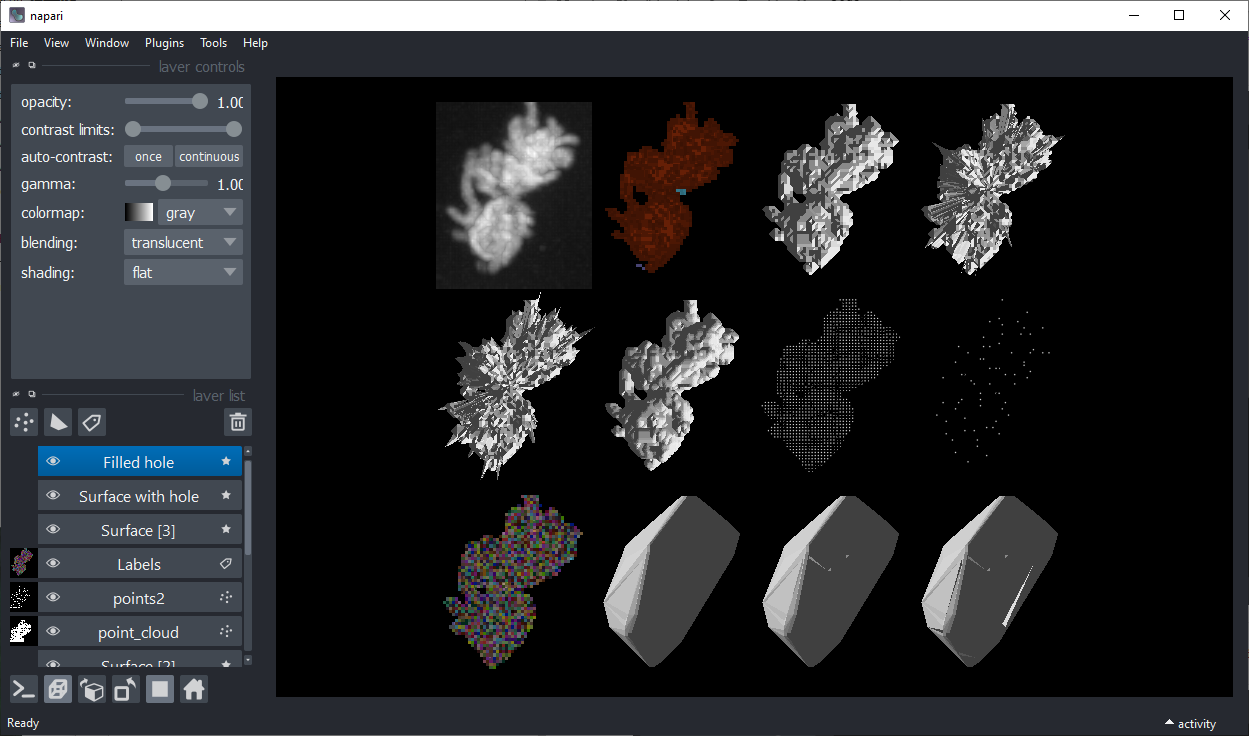 napari
File View Window Plugins Tools Help
layer controls
opacity: 1.00
contrast limits:
auto-contrast: once continuous
gamma: 1.00
colormap: gray
blending: translucent
shading: flat
layer list
Filled hole
Surface with hole
Surface [3]
Labels
points2
point_cloud
Surface [2]
Ready
activity